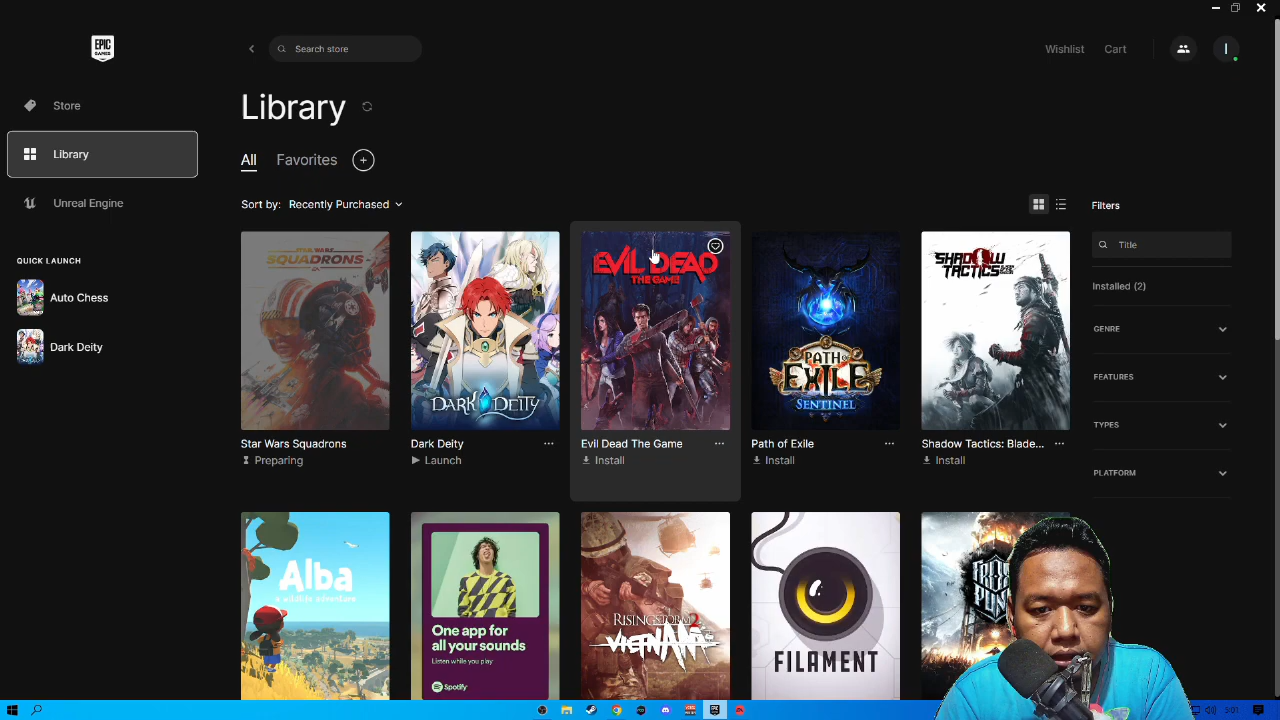 EPIC
GAMES
Search store
Wishlist
Cart
I
Store
Library
Unreal Engine
QUICK LAUNCH
Auto Chess
Dark Deity
Library
All
Favorites
+
Sort by: Recently Purchased
Filters
Title
Installed (2)
GENRE
FEATURES
TYPES
PLATFORM
STAR WARS
SQUADRONS
DARK DEITY
EVIL DEAD
THE GAME
PATH OF
EXILE
SENTINEL
SHADOW
TACTICS
Star Wars Squadrons
Preparing
Dark Deity
Launch
Evil Dead The Game
Install
Path of Exile
Install
Shadow Tactics: Blade...
Install
Alba
a wildlife adventure
One app for
all your sounds
Listen while you play
Spotify
RISING STORM 2
VIETNAM
FILAMENT
EPIC
5:01